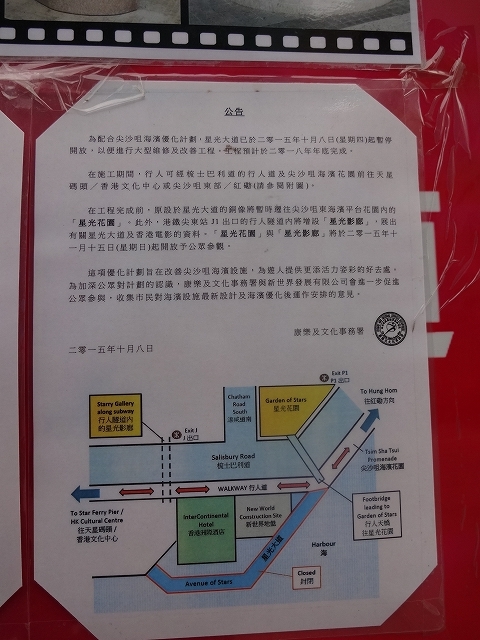 公告
為配合尖沙咀海濱優化計劃，星光大道已於二零一五年十月八日(星期四)起暫停
開放，以便進行大型維修及改善工程。工程預計於二零一八年年底完成。
在施工期間，行人可經梳士巴利道的行人道及尖沙咀海濱花園前往天星
碼頭／香港文化中心或尖沙咀東部／紅磡(請參閱附圖)。
在工程完成前，原設於星光大道的銅像將暫時遷往尖沙咀東海濱平台花園內的
「星光花園」。此外，港鐵尖東站 J1 出口的行人隧道內將增設「星光影廊」，展出
有關星光大道及香港電影的資料。「星光花園」與「星光影廊」將於二零一五年十
一月十五日(星期日)起開放予公眾參觀。
這項優化計劃旨在改善尖沙咀海濱設施，為遊人提供更添活力姿彩的好去處。
為加深公眾對計劃的認識，康樂及文化事務署與新世界發展有限公司會進一步促進
公眾參與，收集市民對海濱設施最新設計及海濱優化後運作安排的意見。
康樂及文化事務署
二零一五年十月八日
Starry Gallery
along subway
行人隧道內
的星光影廊
Exit J
J 出口
Chatham
Road
South
漆咸道南
Garden of Stars
星光花園
Exit P1
P1 出口
To Hung Hom
往紅磡方向
Salisbury Road
梳士巴利道
Tsim Sha Tsui
Promenade
尖沙咀海濱花園
WALKWAY 行人道
To Star Ferry Pier /
HK Cultural Centre
往天星碼頭 /
香港文化中心
InterContinental
Hotel
香港洲際酒店
New World
Construction Site
新世界地盤
Footbridge
leading to
Garden of Stars
行人天橋
往星光花園
星光大道
Harbour
海
Avenue of Stars
Closed
封閉